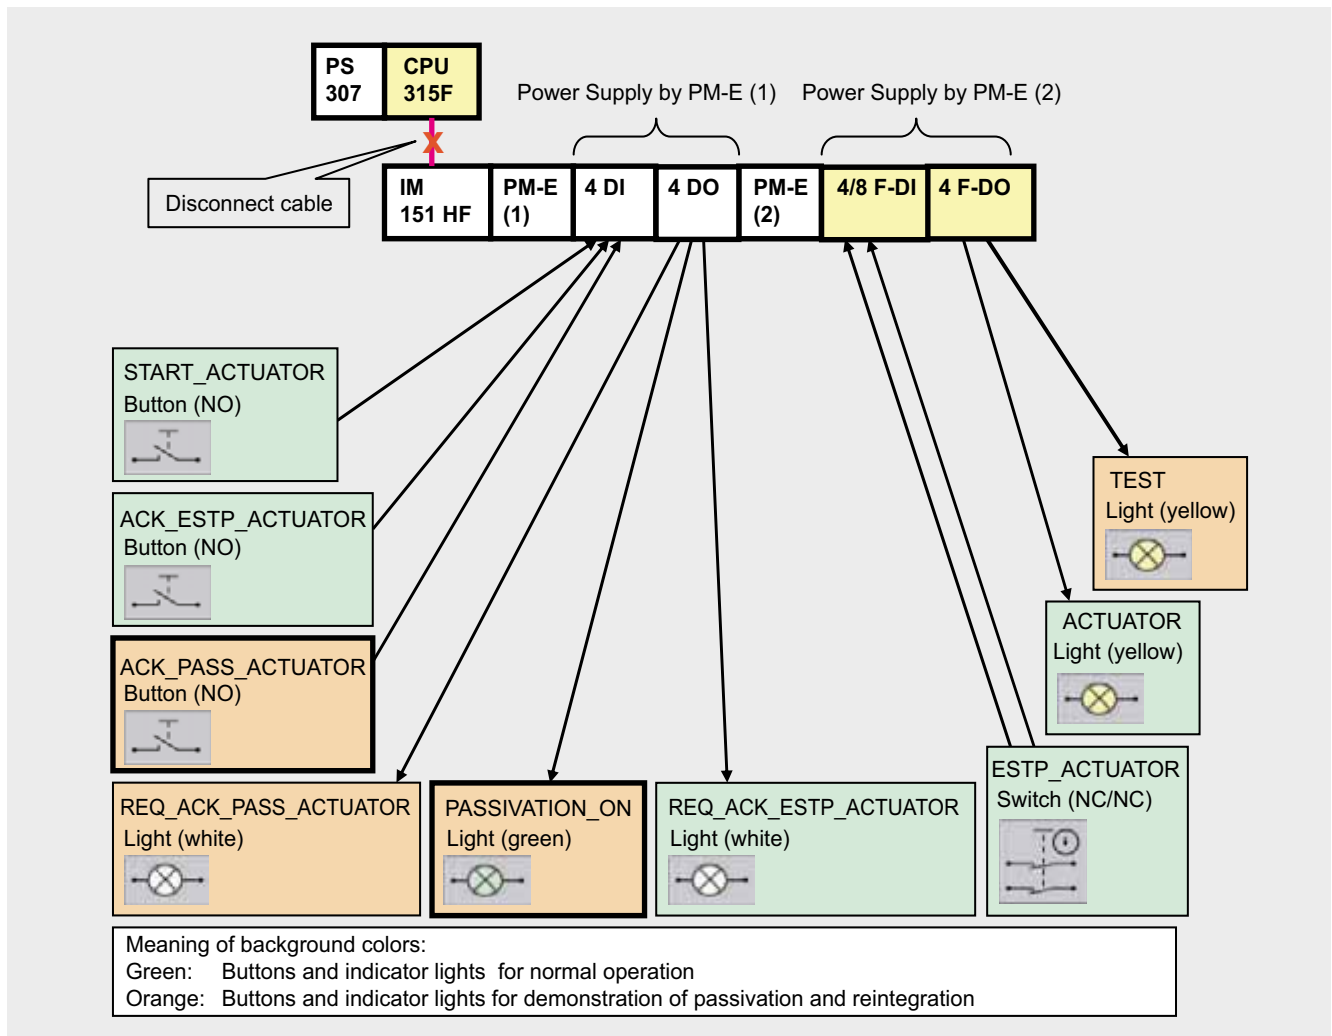 PS
307
CPU
315F
Power Supply by PM-E (1)
Power Supply by PM-E (2)
Disconnect cable
IM
151 HF
PM-E
(1)
4 DI
4 DO
PM-E
(2)
4/8 F-DI
4 F-DO
START_ACTUATOR
Button (NO)
ACK_ESTP_ACTUATOR
Button (NO)
ACK_PASS_ACTUATOR
Button (NO)
TEST
Light (yellow)
ACTUATOR
Light (yellow)
REQ_ACK_PASS_ACTUATOR
Light (white)
PASSIVATION_ON
Light (green)
REQ_ACK_ESTP_ACTUATOR
Light (white)
ESTP_ACTUATOR
Switch (NC/NC)
Meaning of background colors:
Green: Buttons and indicator lights for normal operation
Orange: Buttons and indicator lights for demonstration of passivation and reintegration